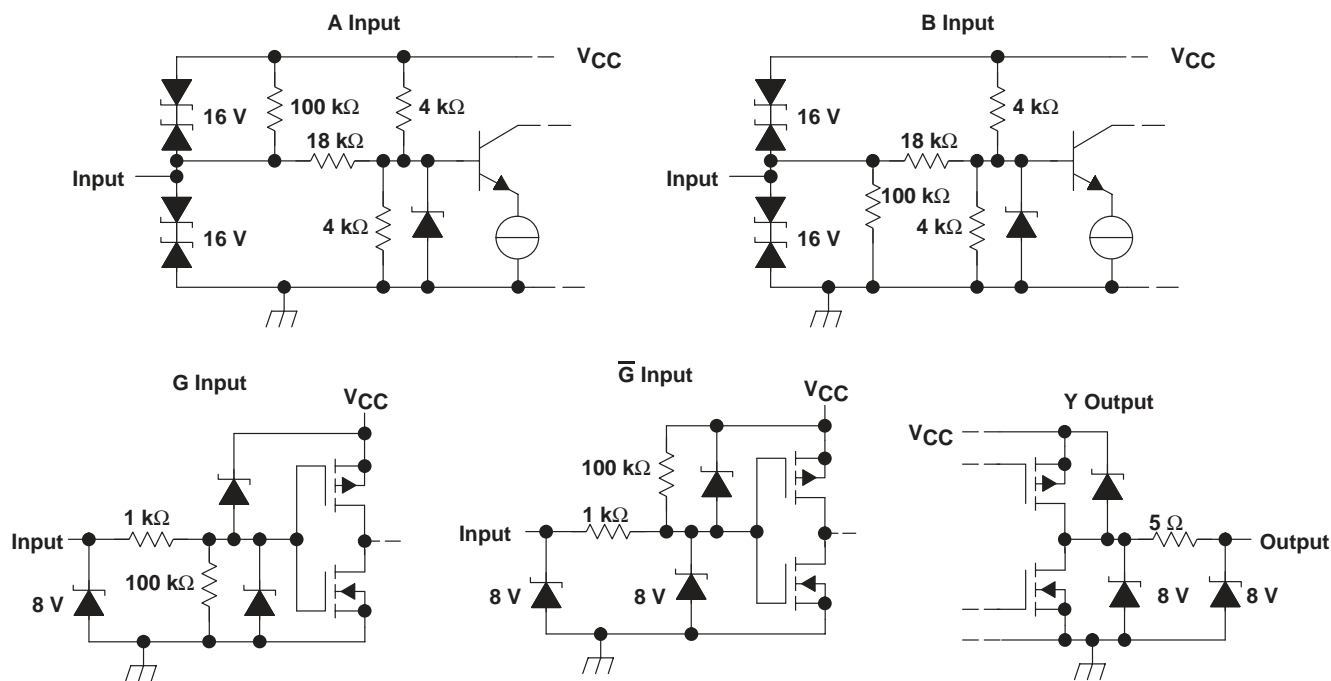 A Input
VCC
100 kΩ
4 kΩ
16 V
18 kΩ
Input
4 kΩ
16 V
B Input
VCC
4 kΩ
16 V
18 kΩ
Input
100 kΩ
4 kΩ
16 V
G Input
VCC
1 kΩ
Input
100 kΩ
8 V
G̅ Input
VCC
100 kΩ
1 kΩ
Input
8 V
8 V
Y Output
VCC
5 Ω
Output
8 V
8 V